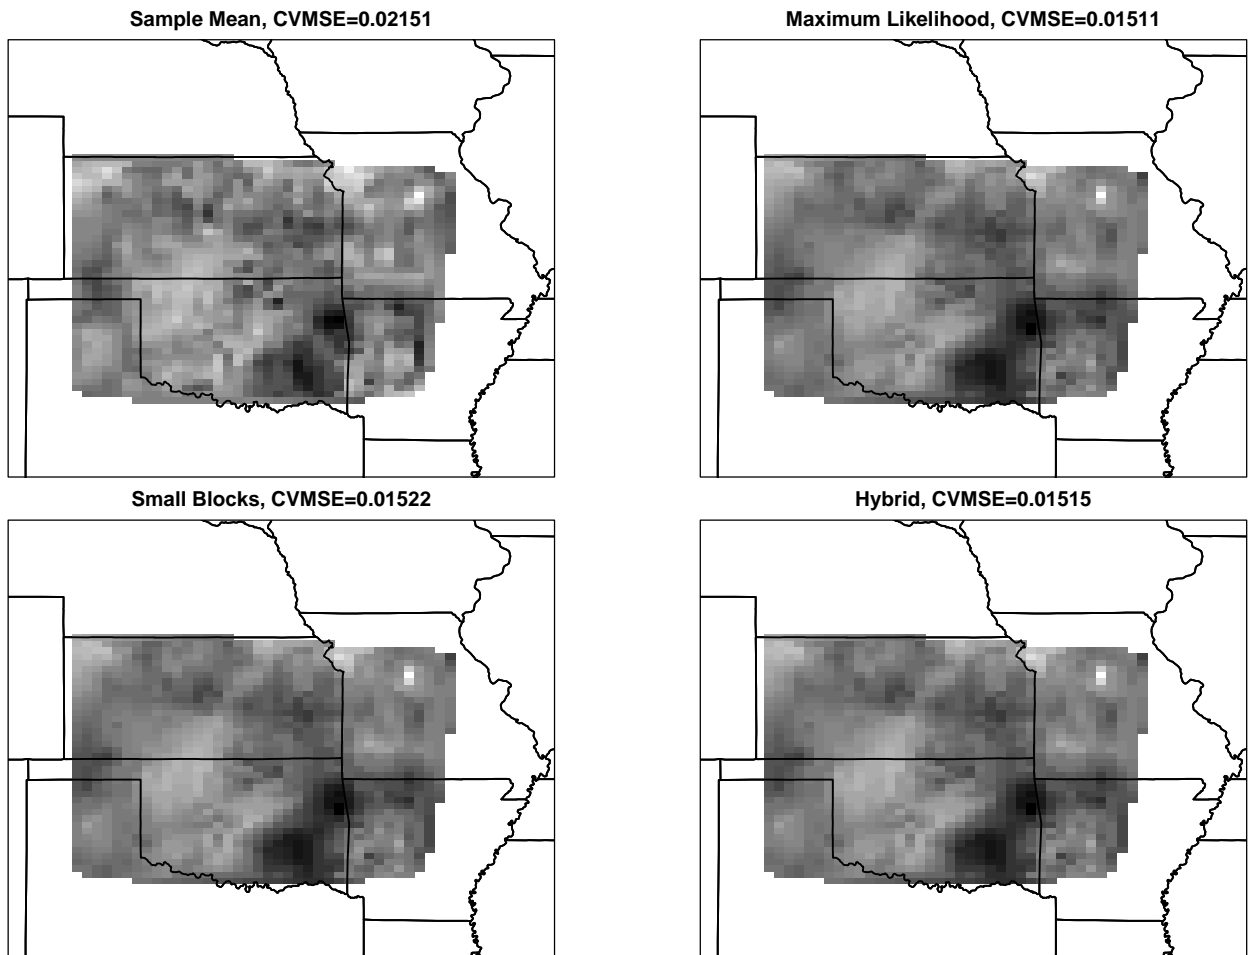 Sample Mean, CVMSE=0.02151
Maximum Likelihood, CVMSE=0.01511
Small Blocks, CVMSE=0.01522
Hybrid, CVMSE=0.01515